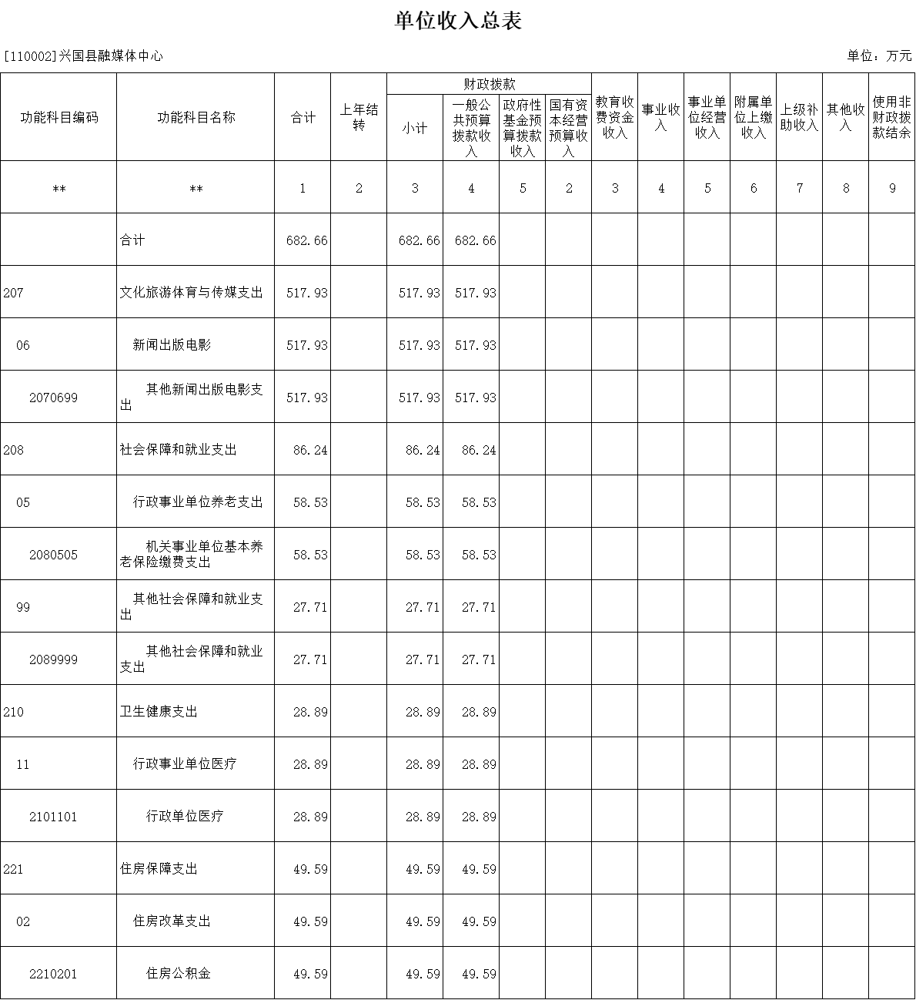 单位收入总表
[110002]兴国县融媒体中心 单位：万元
功能科目编码 功能科目名称 合计 上年结转 财政拨款 教育收费资金收入 事业收入 事业单位经营收入 附属单位上缴收入 上级补助收入 其他收入 使用非财政拨款结余
小计 一般公共预算拨款收入 政府性基金预算拨款收入 国有资本经营预算收入
** ** 1 2 3 4 5 2 3 4 5 6 7 8 9
合计 682.66 682.66 682.66
207 文化旅游体育与传媒支出 517.93 517.93 517.93
06 新闻出版电影 517.93 517.93 517.93
2070699 其他新闻出版电影支出 517.93 517.93 517.93
208 社会保障和就业支出 86.24 86.24 86.24
05 行政事业单位养老支出 58.53 58.53 58.53
2080505 机关事业单位基本养老保险缴费支出 58.53 58.53 58.53
99 其他社会保障和就业支出 27.71 27.71 27.71
2089999 其他社会保障和就业支出 27.71 27.71 27.71
210 卫生健康支出 28.89 28.89 28.89
11 行政事业单位医疗 28.89 28.89 28.89
2101101 行政单位医疗 28.89 28.89 28.89
221 住房保障支出 49.59 49.59 49.59
02 住房改革支出 49.59 49.59 49.59
2210201 住房公积金 49.59 49.59 49.59